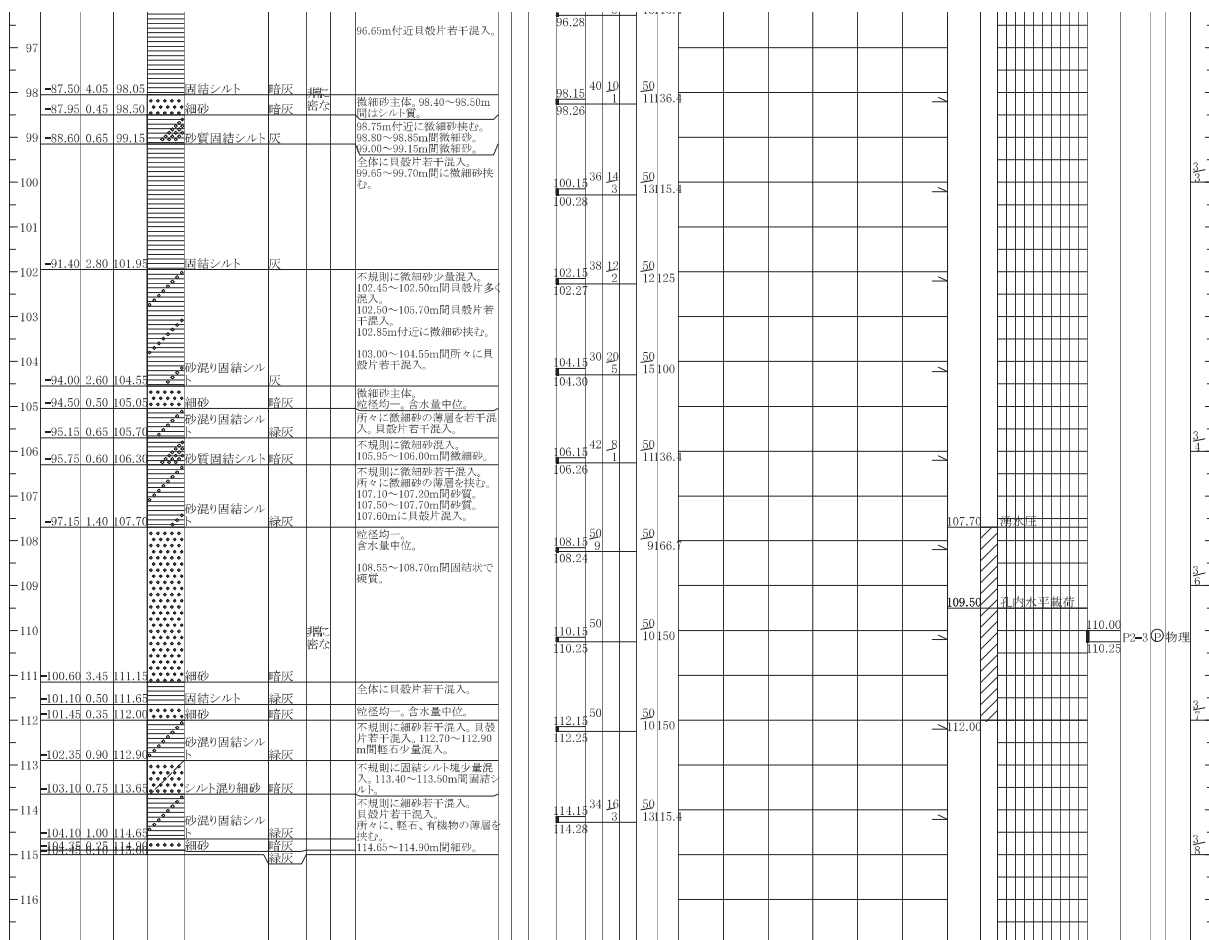 96.28
96.65m付近貝殻片若干混入。
97
98
-87.50 4.05 98.05 固結シルト 暗灰
非常に
密な
-87.95 0.45 98.50 細砂 暗灰
微細砂主体。98.40～98.50m
間はシルト質。
98.15
98.26
40 10
1
50
11 136.4
99
-88.60 0.65 99.15 砂質固結シルト 灰
98.75m付近に微細砂挟む。
98.80～98.85m間微細砂。
99.00～99.15m間微細砂。
全体に貝殻片若干混入。
99.65～99.70m間に微細砂挟
む。
100
100.15
100.28
36 14
3
50
13 115.4
3
3
101
-91.40 2.80 101.95 固結シルト 灰
102
不規則に微細砂少量混入。
102.45～102.50m間貝殻片多く
混入。
102.50～105.70m間貝殻片若
干混入。
102.85m付近に微細砂挟む。
103.00～104.55m間所々に貝
殻片若干混入。
102.15
102.27
38 12
2
50
12 125
103
104
砂混り固結シル
ト
-94.00 2.60 104.55 灰
104.15
104.30
30 20
5
50
15 100
微細砂主体。
粒径均一。含水量中位。
105
-94.50 0.50 105.05 細砂 暗灰
砂混り固結シル
ト
-95.15 0.65 105.70 緑灰
所々に微細砂の薄層を若干混
入。貝殻片若干混入。
3
4
106
-95.75 0.60 106.30 砂質固結シルト 暗灰
不規則に微細砂混入。
105.95～106.00m間微細砂。
106.15
106.26
42 8
1
50
11 136.4
107
不規則に微細砂若干混入。
所々に微細砂の薄層を挟む。
107.10～107.20m間砂質。
107.50～107.70m間砂質。
107.60mに貝殻片混入。
砂混り固結シル
ト
-97.15 1.40 107.70 緑灰
107.70 湧水圧
108
粒径均一。
含水量中位。
108.55～108.70m間固結状で
硬質。
108.15
108.24
50
9
50
9 166.7
3
6
109
109.50 孔内水平載荷
110
非常に
密な
110.15
110.25
50
50
10 150
110.00
110.25
P2-3 Ⓟ 物理
111
-100.60 3.45 111.15 細砂 暗灰
全体に貝殻片若干混入。
-101.10 0.50 111.65 固結シルト 緑灰
112
-101.45 0.35 112.00 細砂 暗灰
粒径均一。含水量中位。
112.15
112.25
50
50
10 150
112.00
3
7
不規則に細砂若干混入。貝殻
片若干混入。112.70～112.90
m間軽石少量混入。
砂混り固結シル
ト
-102.35 0.90 112.90 緑灰
113
不規則に固結シルト塊少量混
入。113.40～113.50m間固結シ
ルト。
-103.10 0.75 113.65 シルト混り細砂 暗灰
114
不規則に細砂若干混入。
貝殻片若干混入。
所々に、軽石、有機物の薄層を
挟む。
114.65～114.90m間細砂。
114.15
114.28
34 16
3
50
13 115.4
砂混り固結シル
ト
-104.10 1.00 114.65 緑灰
-104.35 0.25 114.90 細砂 暗灰
115
-104.45 0.10 115.00
緑灰
3
8
116